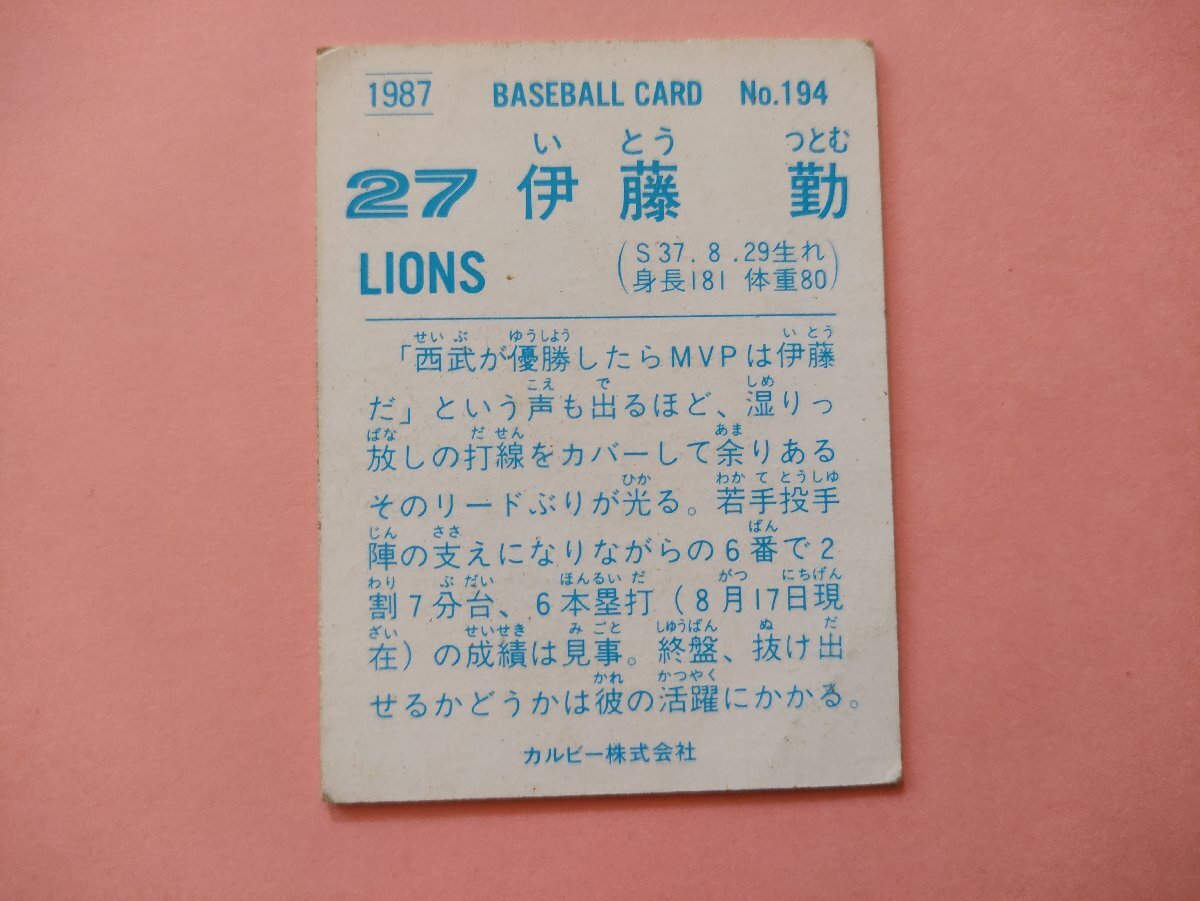 1987 BASEBALL CARD No.194
い とう つとむ
27 伊藤 勤
LIONS
(S37.8.29生れ
身長181 体重80)
せい ぶ ゆうしよう い とう
「西武が優勝したらMVPは伊藤
こえ で しめ
だ」という声も出るほど、湿りっ
ぱな だ せん あま
放しの打線をカバーして余りある
ひか わか て とうしゆ
そのリードぶりが光る。若手投手
じん ささ ばん
陣の支えになりながらの6番で2
わり ぶ だい ほんるい だ がつ にちげん
割7分台、6本塁打(8月17日現
ざい せいせき み ごと しゅうばん ぬ だ
在)の成績は見事。終盤、抜け出
かれ かつやく
せるかどうかは彼の活躍にかかる。
カルビー株式会社